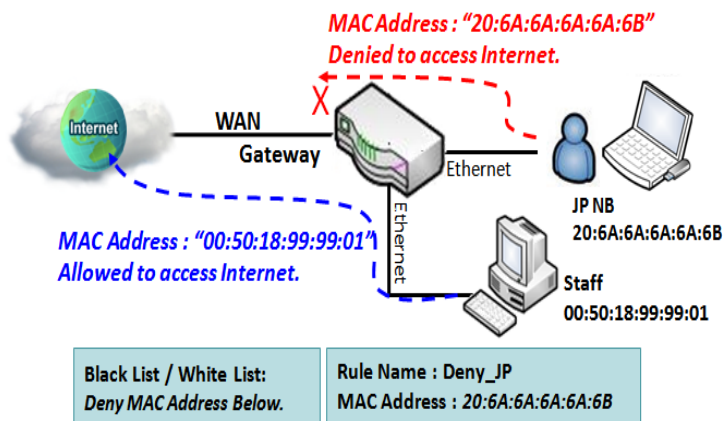 MAC Address : “20:6A:6A:6A:6A:6B”
Denied to access Internet.
Internet
WAN
Gateway
Ethernet
Ethernet
JP NB
20:6A:6A:6A:6A:6B
MAC Address : “00:50:18:99:99:01”
Allowed to access Internet.
Staff
00:50:18:99:99:01
Black List / White List:
Deny MAC Address Below.
Rule Name : Deny_JP
MAC Address : 20:6A:6A:6A:6A:6B